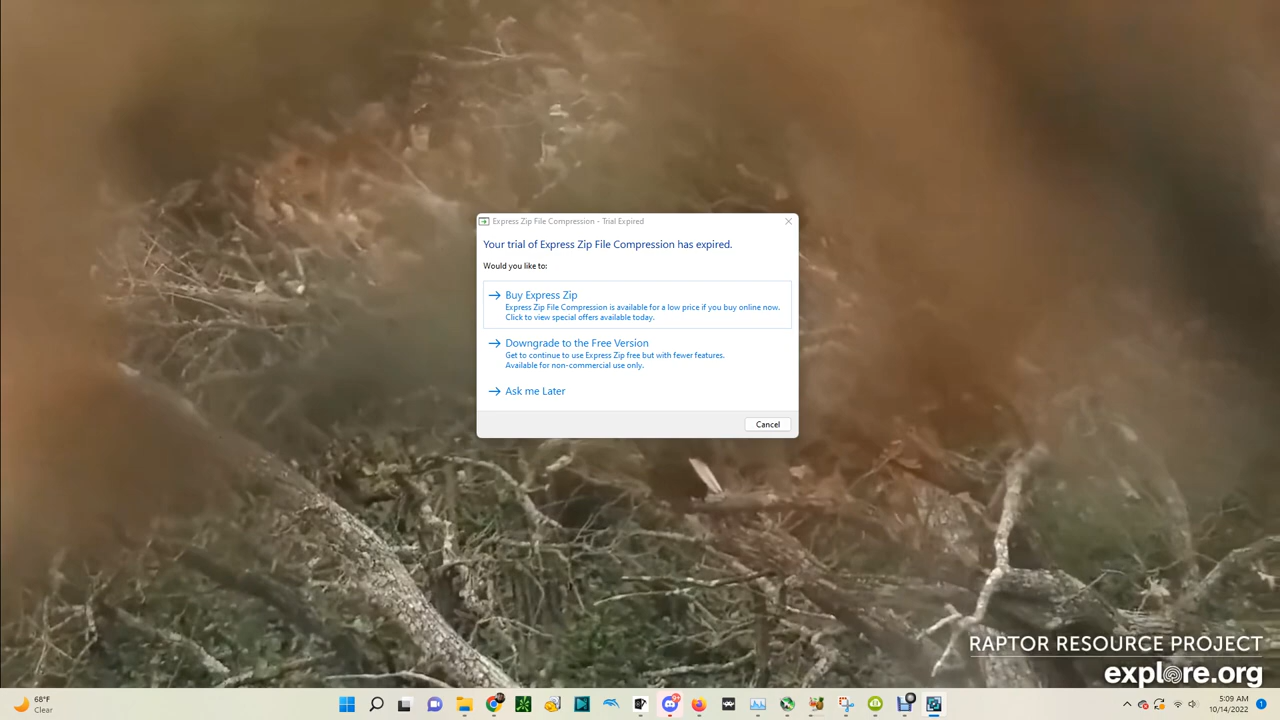 Express Zip File Compression - Trial Expired
Your trial of Express Zip File Compression has expired.
Would you like to:
Buy Express Zip
Express Zip File Compression is available for a low price if you buy online now.
Click to view special offers available today.
Downgrade to the Free Version
Get to continue to use Express Zip free but with fewer features.
Available for non-commercial use only.
Ask me Later
Cancel
RAPTOR RESOURCE PROJECT
explore.org
68°F
Clear
9+
5:09 AM
10/14/2022
1